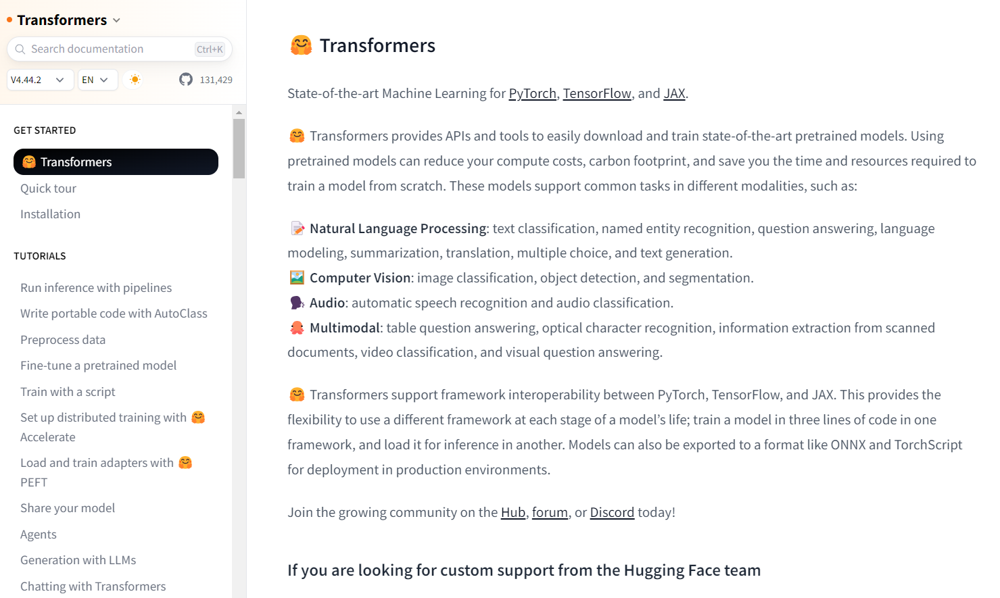 Transformers
Search documentation Ctrl+K
V4.44.2 EN 131,429
GET STARTED
🤗 Transformers
Quick tour
Installation
TUTORIALS
Run inference with pipelines
Write portable code with AutoClass
Preprocess data
Fine-tune a pretrained model
Train with a script
Set up distributed training with 🤗
Accelerate
Load and train adapters with 🤗
PEFT
Share your model
Agents
Generation with LLMs
Chatting with Transformers
🤗 Transformers
State-of-the-art Machine Learning for PyTorch, TensorFlow, and JAX.
🤗 Transformers provides APIs and tools to easily download and train state-of-the-art pretrained models. Using
pretrained models can reduce your compute costs, carbon footprint, and save you the time and resources required to
train a model from scratch. These models support common tasks in different modalities, such as:
📝 Natural Language Processing: text classification, named entity recognition, question answering, language
modeling, summarization, translation, multiple choice, and text generation.
🖼️ Computer Vision: image classification, object detection, and segmentation.
🗣️ Audio: automatic speech recognition and audio classification.
🐙 Multimodal: table question answering, optical character recognition, information extraction from scanned
documents, video classification, and visual question answering.
🤗 Transformers support framework interoperability between PyTorch, TensorFlow, and JAX. This provides the
flexibility to use a different framework at each stage of a model’s life; train a model in three lines of code in one
framework, and load it for inference in another. Models can also be exported to a format like ONNX and TorchScript
for deployment in production environments.
Join the growing community on the Hub, forum, or Discord today!
If you are looking for custom support from the Hugging Face team